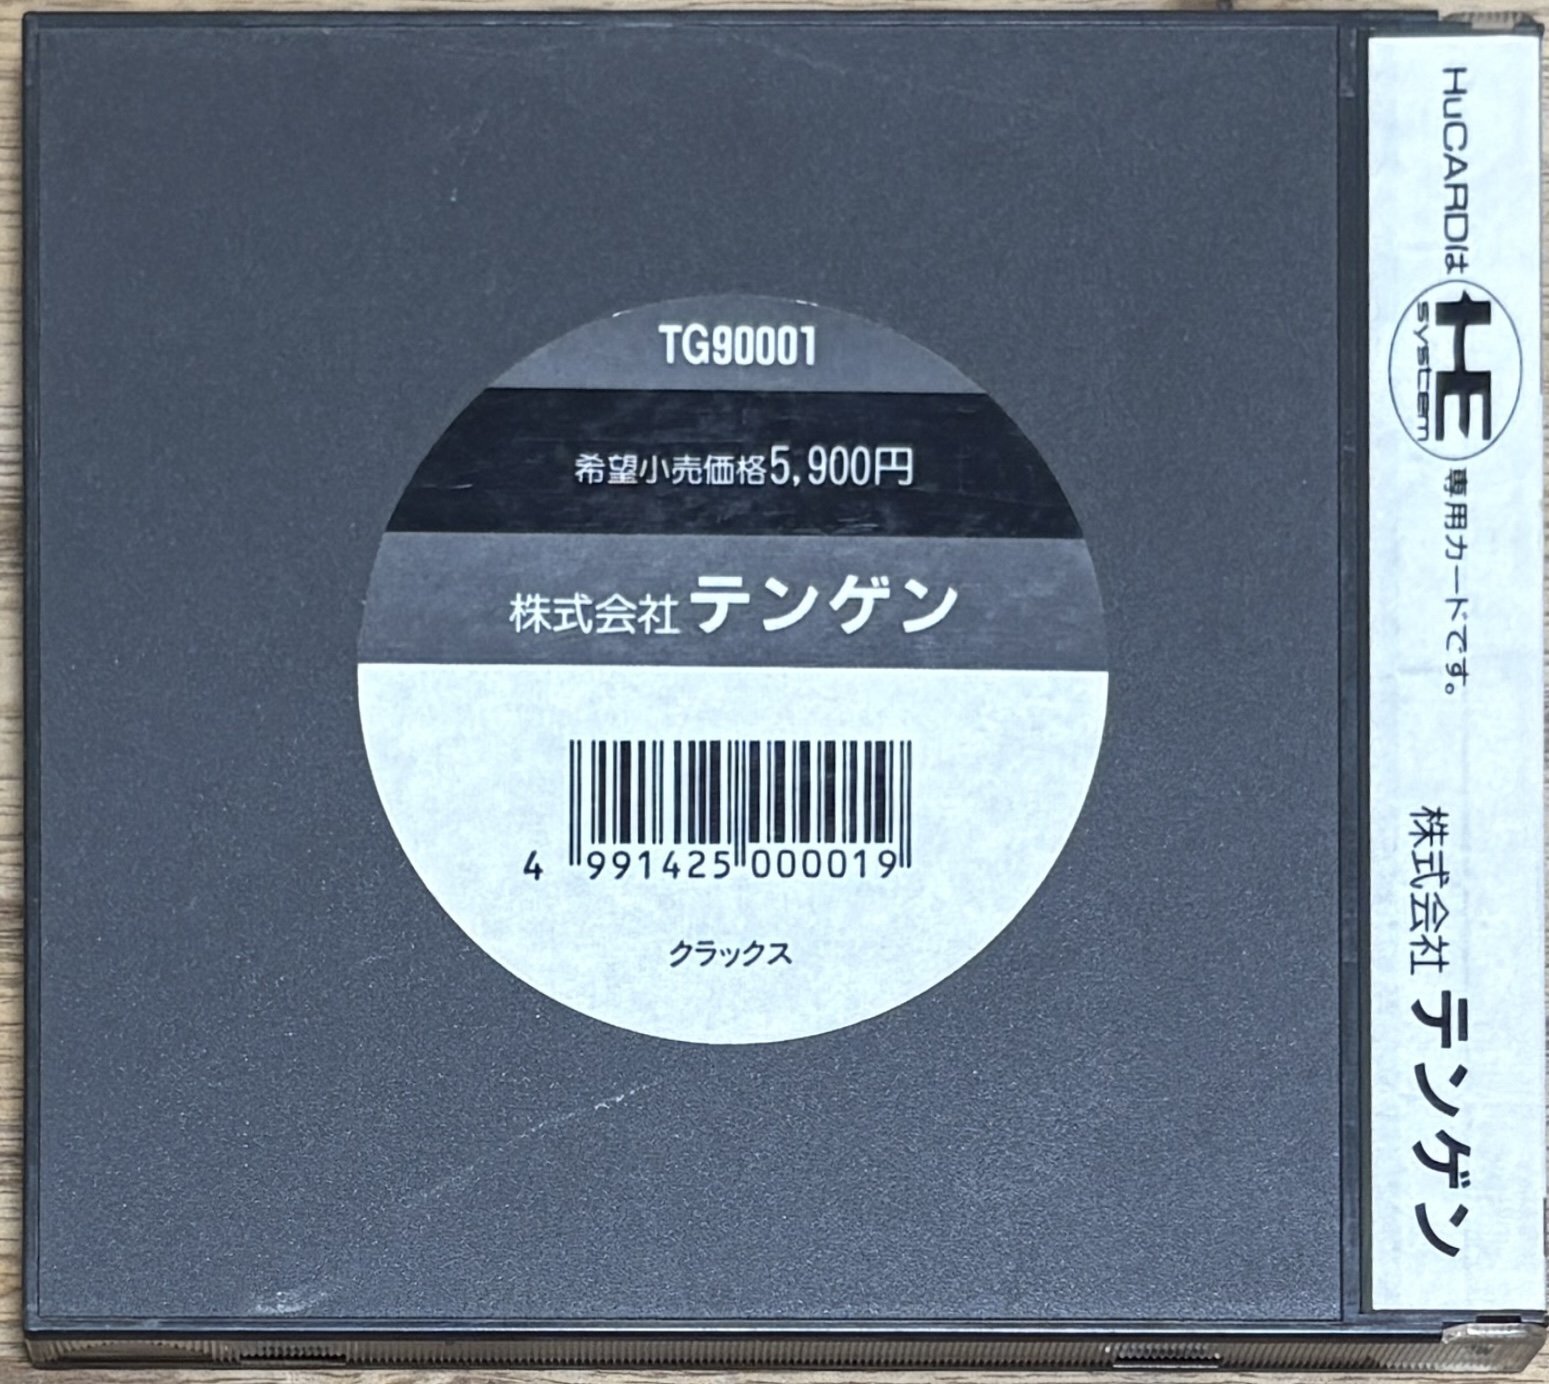 TG90001
希望小売価格5,900円
株式会社テンゲン
4 991425 000019
クラックス
HuCARDは HE system 専用カードです。
株式会社 テンゲン